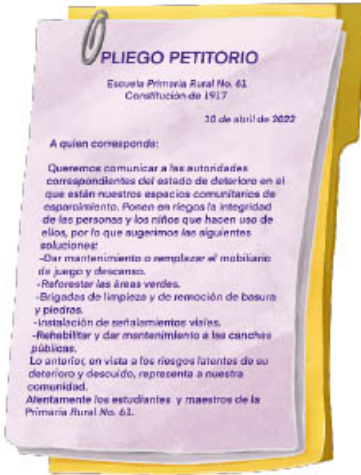 PLIEGO PETITORIO
Escuela Primaria Rural No. 61
Constitución de 1917
30 de abril de 2022
A quien corresponda:
Queremos comunicar a las autoridades
correspondientes del estado de deterioro en el
que están nuestros espacios comunitarios de
esparcimiento. Ponen en riegos la integridad
de las personas y los niños que hacen uso de
ellos, por lo que sugerimos las siguientes
soluciones:
-Dar mantenimiento o remplazar el mobiliario
de juego y descanso.
-Reforestar las áreas verdes.
-Brigadas de limpieza y de remoción de basura
y piedras.
-Instalación de señalamientos viales.
-Rehabilitar y dar mantenimiento a las canchas
públicas.
Lo anterior, en vista a los riesgos latentes de su
deterioro y descuido, representa a nuestra
comunidad.
Atentamente los estudiantes y maestros de la
Primaria Rural No. 61.